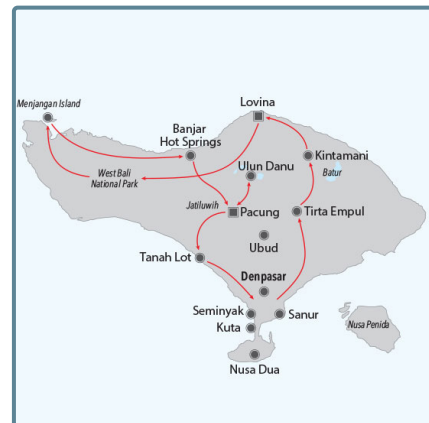 Menjangan Island
Lovina
Banjar
Hot Springs
Kintamani
Ulun Danu
Batur
West Bali
National Park
Jatiluwih
Pacung
Tirta Empul
Ubud
Tanah Lot
Denpasar
Seminyak
Sanur
Kuta
Nusa Penida
Nusa Dua